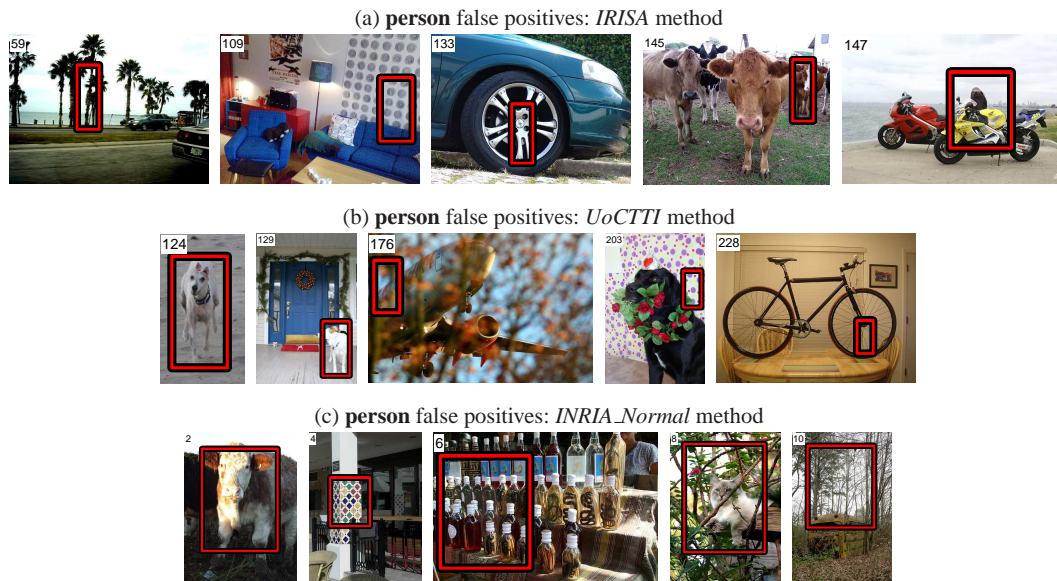 (a) person false positives: IRISA method
59 109 133 145 147
(b) person false positives: UoCTTI method
124 129 176 203 228
(c) person false positives: INRIA_Normal method
2 4 6 8 10